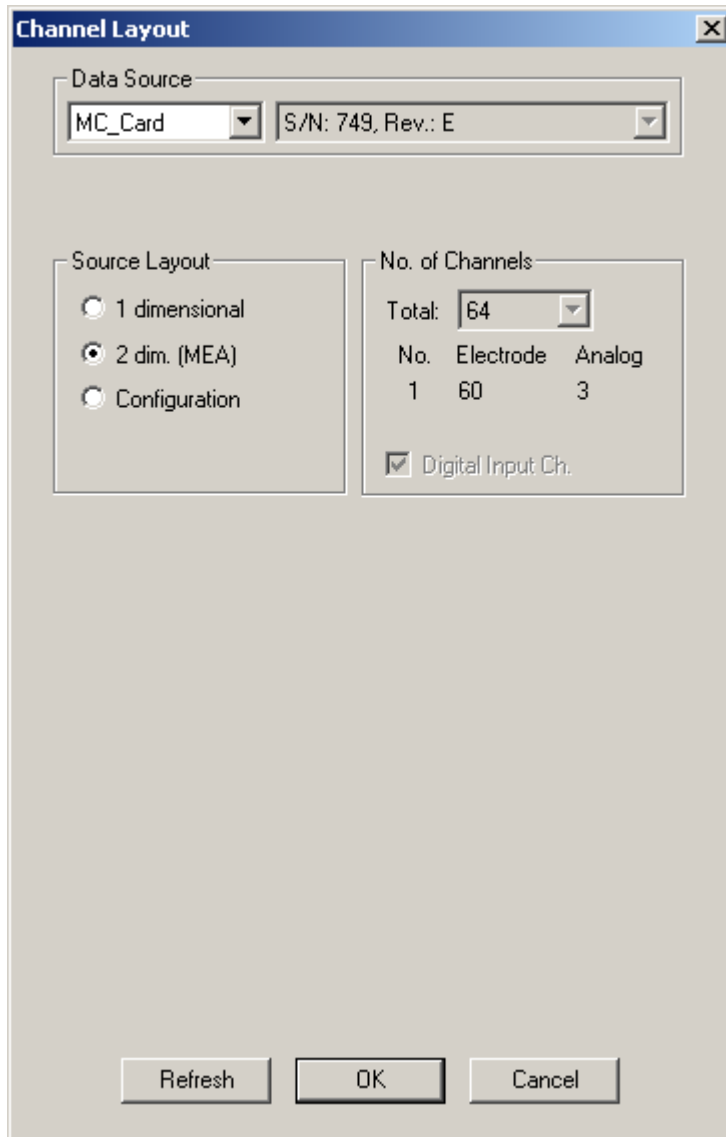 Channel Layout
Data Source
MC_Card S/N: 749, Rev.: E
Source Layout
1 dimensional
2 dim. (MEA)
Configuration
No. of Channels
Total: 64
No. Electrode Analog
1 60 3
Digital Input Ch.
Refresh OK Cancel